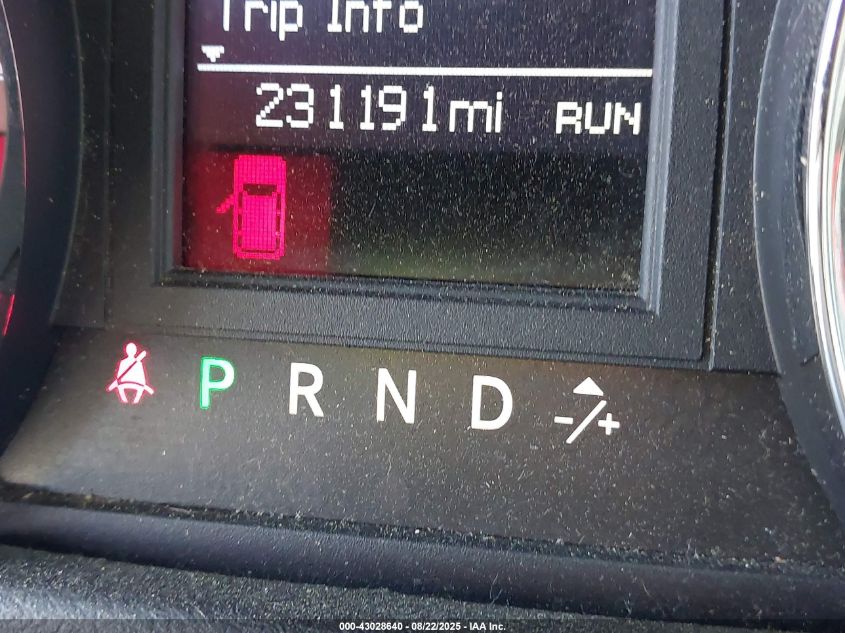 Trip Info
231191mi RUN
P R N D -/+
000-43028640 - 08/22/2025 - IAA Inc.